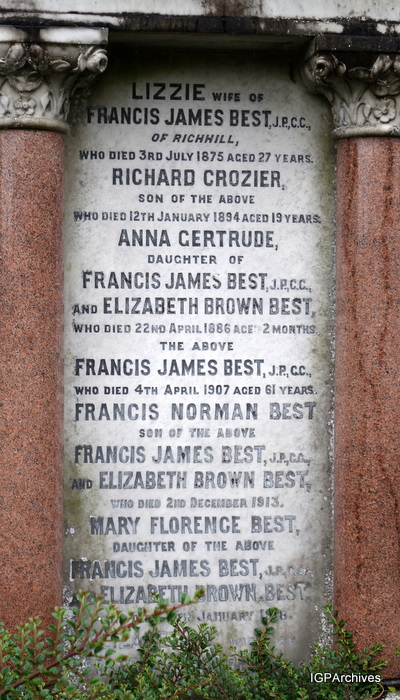 LIZZIE WIFE OF
FRANCIS JAMES BEST, J.P., C.C.,
OF RICHHILL,
WHO DIED 3RD JULY 1875 AGED 27 YEARS.
RICHARD CROZIER,
SON OF THE ABOVE
WHO DIED 12TH JANUARY 1894 AGED 19 YEARS.
ANNA GERTRUDE,
DAUGHTER OF
FRANCIS JAMES BEST, J.P., C.C.,
AND ELIZABETH BROWN BEST,
WHO DIED 22ND APRIL 1886 AGED 2 MONTHS.
THE ABOVE
FRANCIS JAMES BEST, J.P., C.C.,
WHO DIED 4TH APRIL 1907 AGED 61 YEARS.
FRANCIS NORMAN BEST
SON OF THE ABOVE
FRANCIS JAMES BEST, J.P., C.C.,
AND ELIZABETH BROWN BEST,
WHO DIED 2ND DECEMBER 1913.
MARY FLORENCE BEST,
DAUGHTER OF THE ABOVE
FRANCIS JAMES BEST, J.P., C.C.,
ELIZABETH BROWN BEST,
JANUARY
IGPArchives